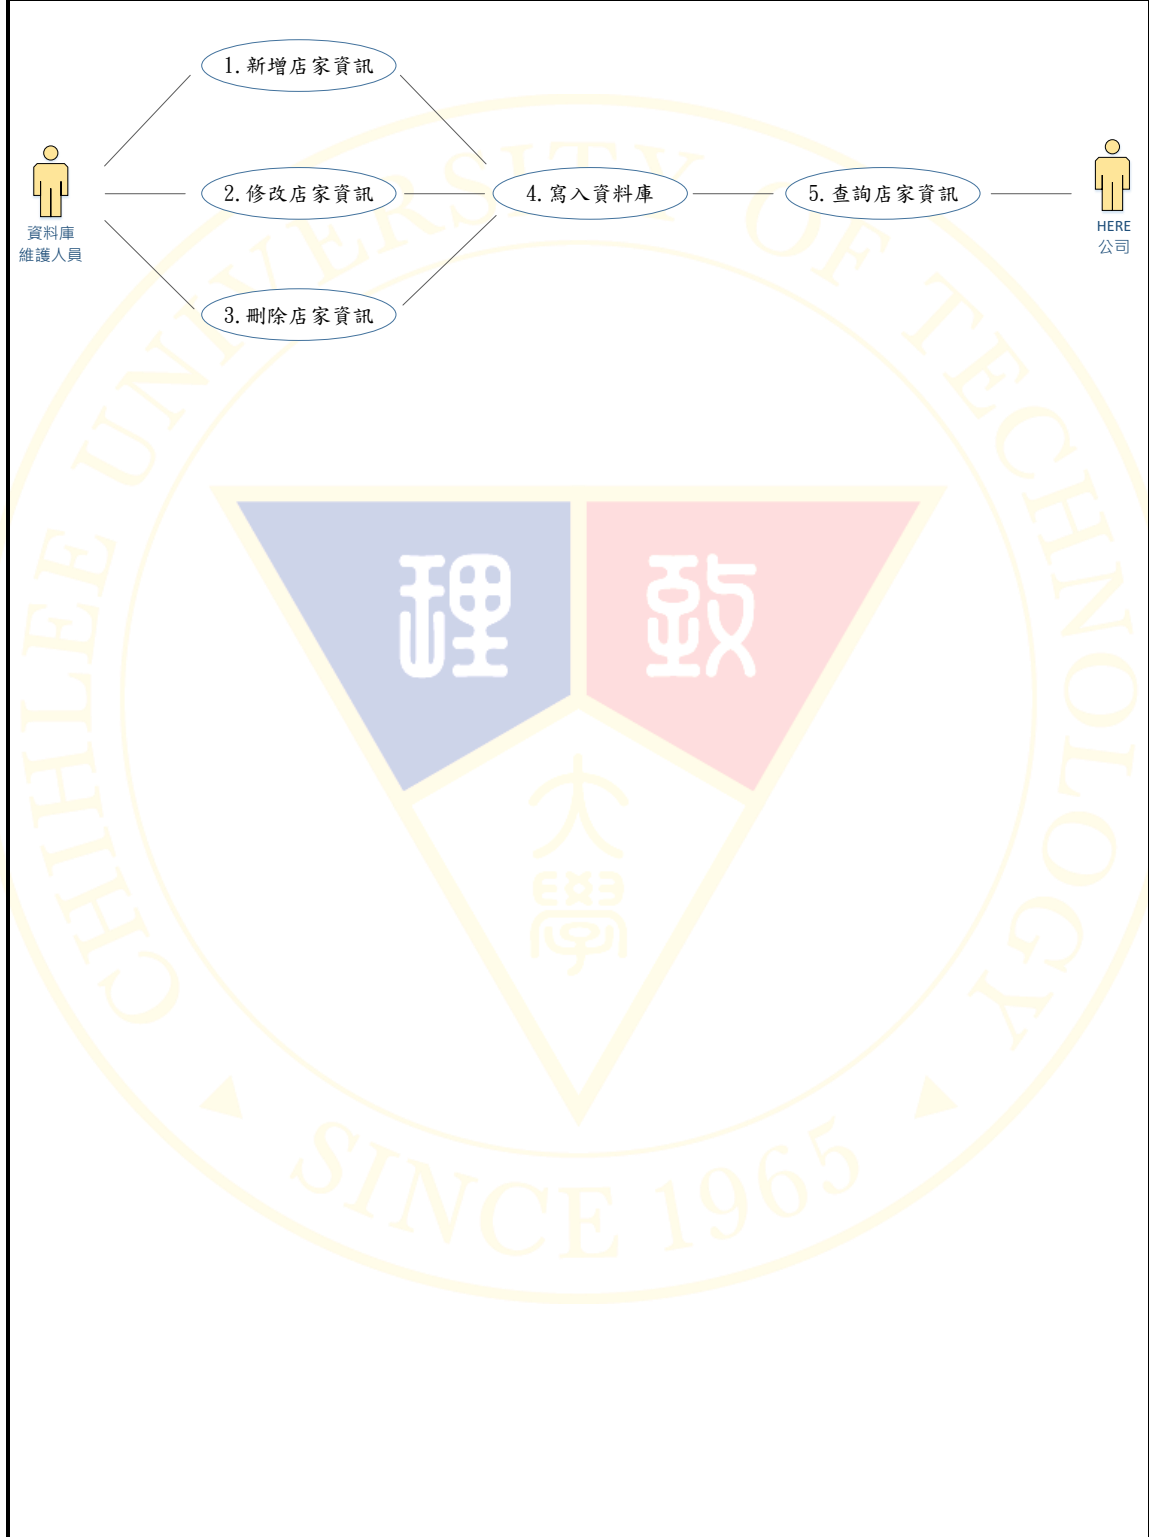 1.新增店家資訊
2.修改店家資訊
4.寫入資料庫
5.查詢店家資訊
資料庫
維護人員
HERE
公司
3.刪除店家資訊
CHIHLEE UNIVERSITY OF TECHNOLOGY
理 致
大
學
SINCE 1965